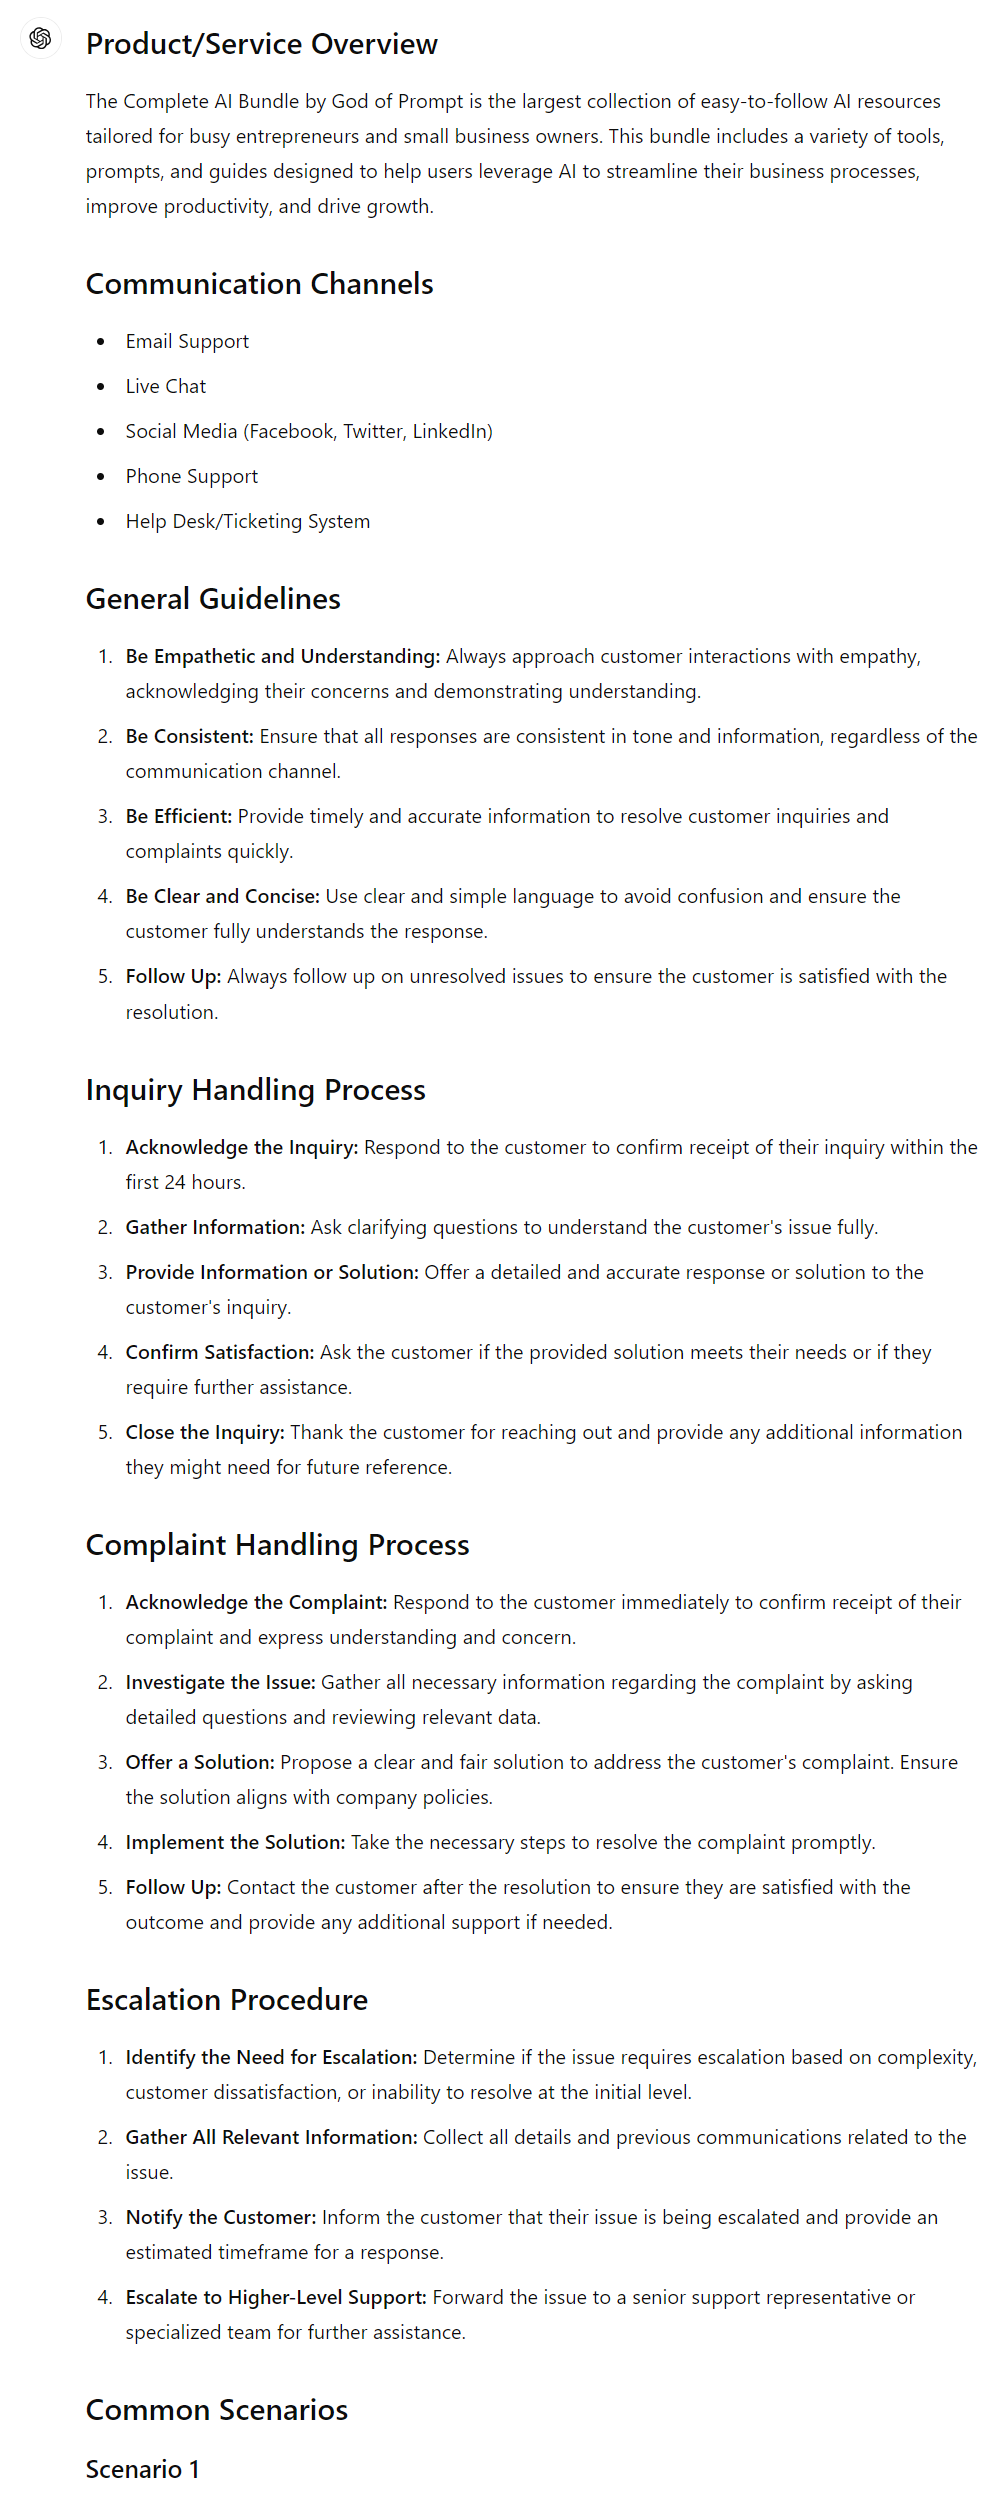 Product/Service Overview
The Complete AI Bundle by God of Prompt is the largest collection of easy-to-follow AI resources
tailored for busy entrepreneurs and small business owners. This bundle includes a variety of tools,
prompts, and guides designed to help users leverage AI to streamline their business processes,
improve productivity, and drive growth.
Communication Channels
• Email Support
• Live Chat
• Social Media (Facebook, Twitter, LinkedIn)
• Phone Support
• Help Desk/Ticketing System
General Guidelines
1. Be Empathetic and Understanding: Always approach customer interactions with empathy,
acknowledging their concerns and demonstrating understanding.
2. Be Consistent: Ensure that all responses are consistent in tone and information, regardless of the
communication channel.
3. Be Efficient: Provide timely and accurate information to resolve customer inquiries and
complaints quickly.
4. Be Clear and Concise: Use clear and simple language to avoid confusion and ensure the
customer fully understands the response.
5. Follow Up: Always follow up on unresolved issues to ensure the customer is satisfied with the
resolution.
Inquiry Handling Process
1. Acknowledge the Inquiry: Respond to the customer to confirm receipt of their inquiry within the
first 24 hours.
2. Gather Information: Ask clarifying questions to understand the customer's issue fully.
3. Provide Information or Solution: Offer a detailed and accurate response or solution to the
customer's inquiry.
4. Confirm Satisfaction: Ask the customer if the provided solution meets their needs or if they
require further assistance.
5. Close the Inquiry: Thank the customer for reaching out and provide any additional information
they might need for future reference.
Complaint Handling Process
1. Acknowledge the Complaint: Respond to the customer immediately to confirm receipt of their
complaint and express understanding and concern.
2. Investigate the Issue: Gather all necessary information regarding the complaint by asking
detailed questions and reviewing relevant data.
3. Offer a Solution: Propose a clear and fair solution to address the customer's complaint. Ensure
the solution aligns with company policies.
4. Implement the Solution: Take the necessary steps to resolve the complaint promptly.
5. Follow Up: Contact the customer after the resolution to ensure they are satisfied with the
outcome and provide any additional support if needed.
Escalation Procedure
1. Identify the Need for Escalation: Determine if the issue requires escalation based on complexity,
customer dissatisfaction, or inability to resolve at the initial level.
2. Gather All Relevant Information: Collect all details and previous communications related to the
issue.
3. Notify the Customer: Inform the customer that their issue is being escalated and provide an
estimated timeframe for a response.
4. Escalate to Higher-Level Support: Forward the issue to a senior support representative or
specialized team for further assistance.
Common Scenarios
Scenario 1